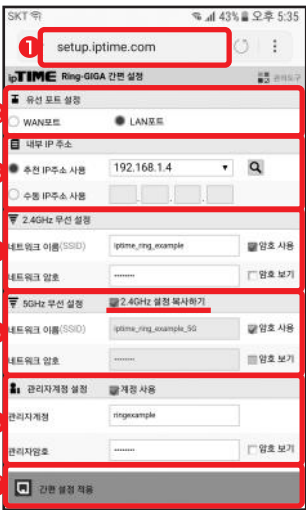 SKT
43% 오후 5:35
1 setup.iptime.com
ipTIME Ring-GIGA 간편 설정 관리도구
유선 포트 설정
WAN포트 LAN포트
내부 IP 주소
추천 IP주소 사용 192.168.1.4
수동 IP주소 사용 . . .
2.4GHz 무선 설정
네트워크 이름(SSID) iptime_ring_example 암호 사용
네트워크 암호 ········ 암호 보기
5GHz 무선 설정 2.4GHz 설정 복사하기
네트워크 이름(SSID) iptime_ring_example_5G 암호 사용
네트워크 암호 ········ 암호 보기
관리자계정 설정 계정 사용
관리자계정 ringexample
관리자암호 ········ 암호 보기
간편 설정 적용